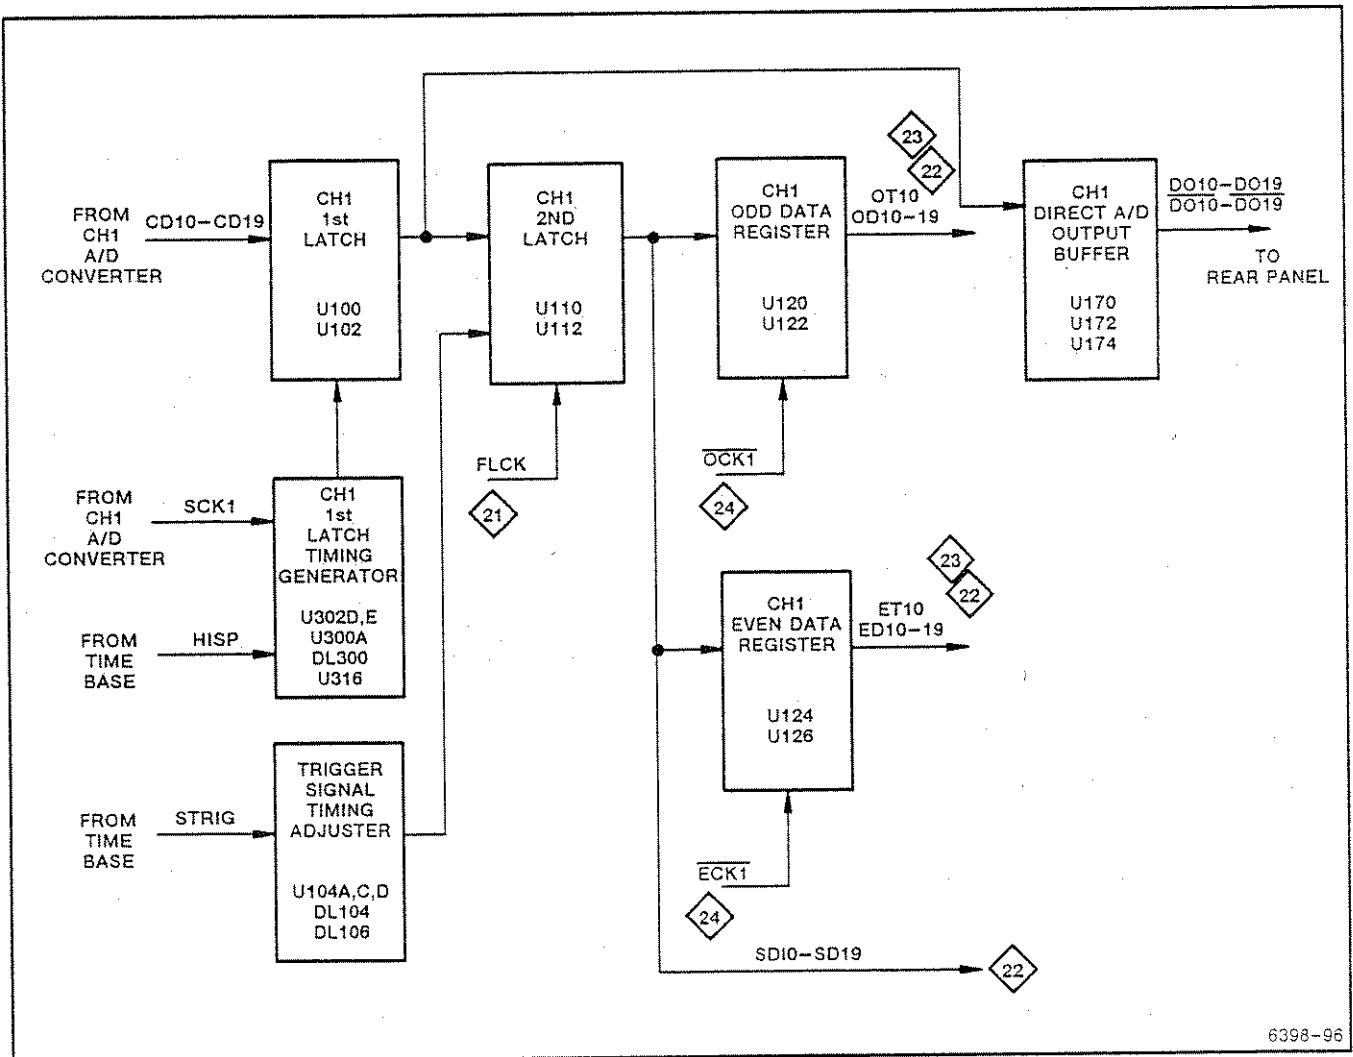 FROM
CH1
A/D
CONVERTER
CD10-CD19
CH1
1st
LATCH
U100
U102
CH1
2ND
LATCH
U110
U112
CH1
ODD DATA
REGISTER
U120
U122
23
22
OT10
OD10-19
CH1
DIRECT A/D
OUTPUT
BUFFER
U170
U172
U174
DO10-DO19
DO10-DO19
TO
REAR PANEL
FROM
CH1
A/D
CONVERTER
SCK1
CH1
1st
LATCH
TIMING
GENERATOR
U302D,E
U300A
DL300
U316
FROM
TIME
BASE
HISP
FLCK
21
OCK1
24
CH1
EVEN DATA
REGISTER
U124
U126
23
22
ET10
ED10-19
FROM
TIME
BASE
STRIG
TRIGGER
SIGNAL
TIMING
ADJUSTER
U104A,C,D
DL104
DL106
ECK1
24
SDI0-SD19
22
6398-96